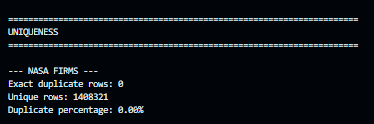 ======================================================================
UNIQUENESS
======================================================================
--- NASA FIRMS ---
Exact duplicate rows: 0
Unique rows: 1408321
Duplicate percentage: 0.00%